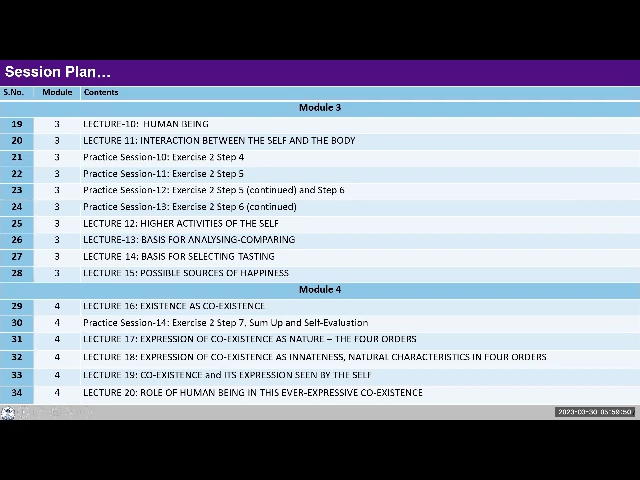 Session Plan...
S.No. Module Contents
Module 3
19 3 LECTURE-10: HUMAN BEING
20 3 LECTURE 11: INTERACTION BETWEEN THE SELF AND THE BODY
21 3 Practice Session-10: Exercise 2 Step 4
22 3 Practice Session-11: Exercise 2 Step 5
23 3 Practice Session-12: Exercise 2 Step 5 (continued) and Step 6
24 3 Practice Session-13: Exercise 2 Step 6 (continued)
25 3 LECTURE 12: HIGHER ACTIVITIES OF THE SELF
26 3 LECTURE-13: BASIS FOR ANALYSING-COMPARING
27 3 LECTURE 14: BASIS FOR SELECTING TASTING
28 3 LECTURE 15: POSSIBLE SOURCES OF HAPPINESS
Module 4
29 4 LECTURE 16: EXISTENCE AS CO-EXISTENCE
30 4 Practice Session-14: Exercise 2 Step 7, Sum Up and Self-Evaluation
31 4 LECTURE 17: EXPRESSION OF CO-EXISTENCE AS NATURE – THE FOUR ORDERS
32 4 LECTURE 18: EXPRESSION OF CO-EXISTENCE AS INNATENESS, NATURAL CHARACTERISTICS IN FOUR ORDERS
33 4 LECTURE 19: CO-EXISTENCE and ITS EXPRESSION SEEN BY THE SELF
34 4 LECTURE 20: ROLE OF HUMAN BEING IN THIS EVER-EXPRESSIVE CO-EXISTENCE
2023-03-30 05:59:50